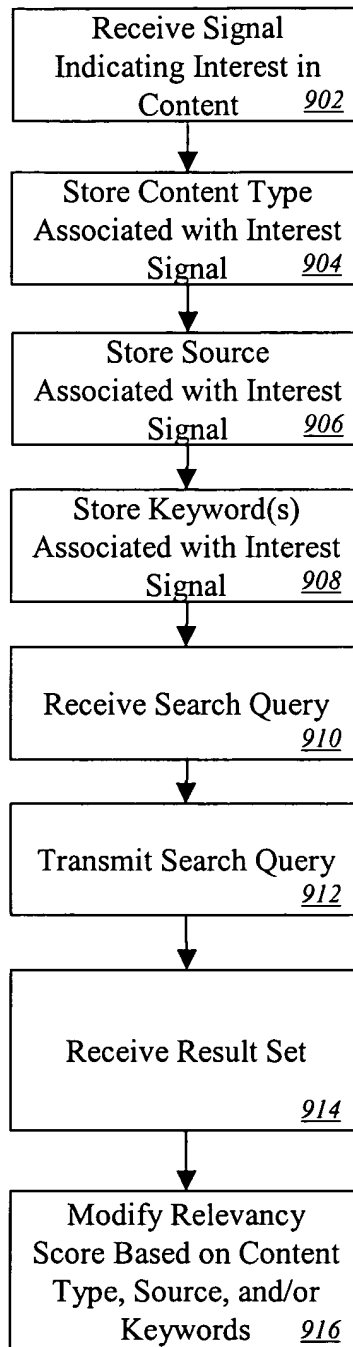 Receive Signal
Indicating Interest in
Content 902
Store Content Type
Associated with Interest
Signal 904
Store Source
Associated with Interest
Signal 906
Store Keyword(s)
Associated with Interest
Signal 908
Receive Search Query
910
Transmit Search Query
912
Receive Result Set
914
Modify Relevancy
Score Based on Content
Type, Source, and/or
Keywords 916